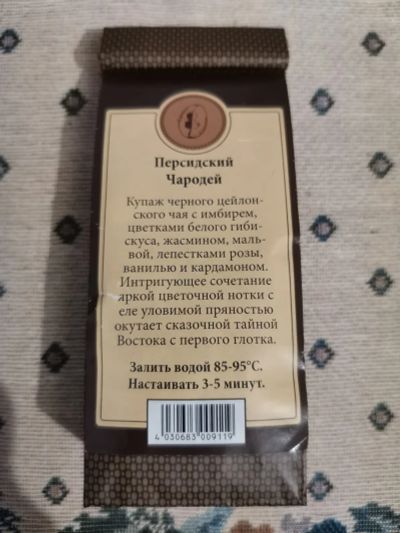 Персидский
Чародей
Купаж черного цейлон-
ского чая с имбирем,
цветками белого гиби-
скуса, жасмином, маль-
вой, лепестками розы,
ванилью и кардамоном.
Интригующее сочетание
яркой цветочной нотки с
еле уловимой пряностью
окутает сказочной тайной
Востока с первого глотка.
Залить водой 85-95°С.
Настаивать 3-5 минут.
4 030683 009119